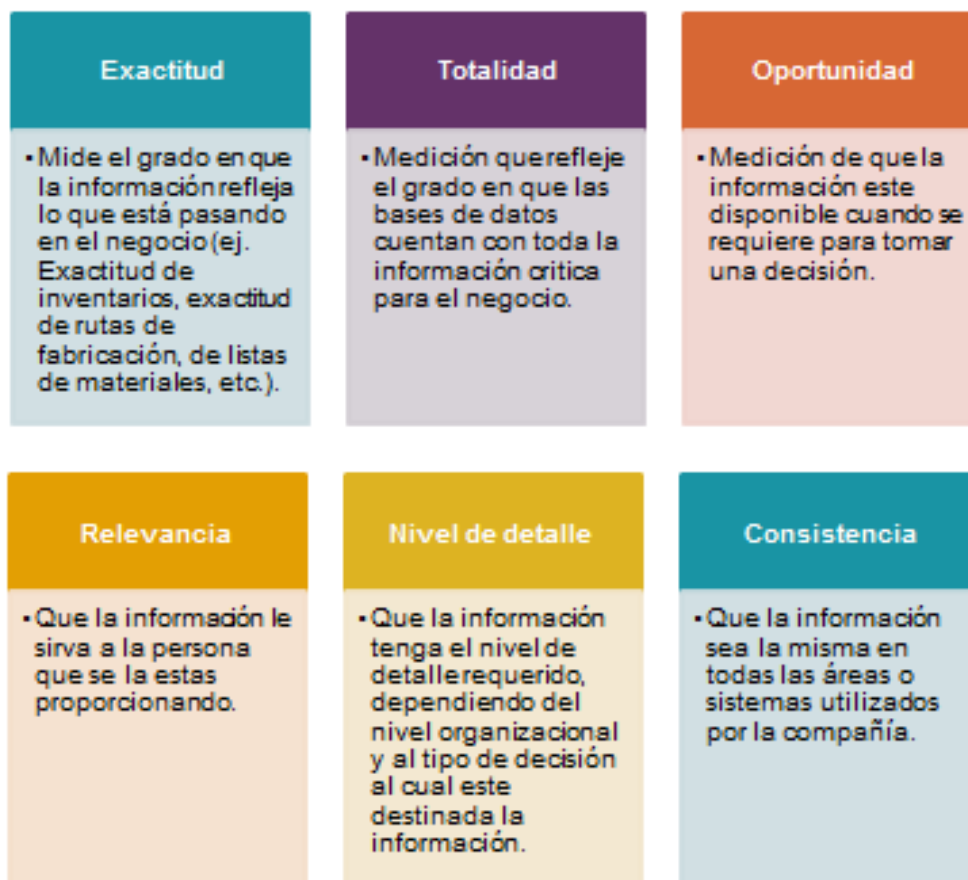 Exactitud
▪ Mide el grado en que
la información refleja
lo que está pasando
en el negocio (ej.
Exactitud de
inventarios, exactitud
de rutas de
fabricación, de listas
de materiales, etc.).
Totalidad
▪ Medición que refleje
el grado en que las
bases de datos
cuentan con toda la
información critica
para el negocio.
Oportunidad
▪ Medición de que la
información este
disponible cuando se
requiere para tomar
una decisión.
Relevancia
▪ Que la información le
sirva a la persona
que se la estas
proporcionando.
Nivel de detalle
▪ Que la información
tenga el nivel de
detalle requerido,
dependiendo del
nivel organizacional
y al tipo de decisión
al cual este
destinada la
información.
Consistencia
▪ Que la información
sea la misma en
todas las áreas o
sistemas utilizados
por la compañía.